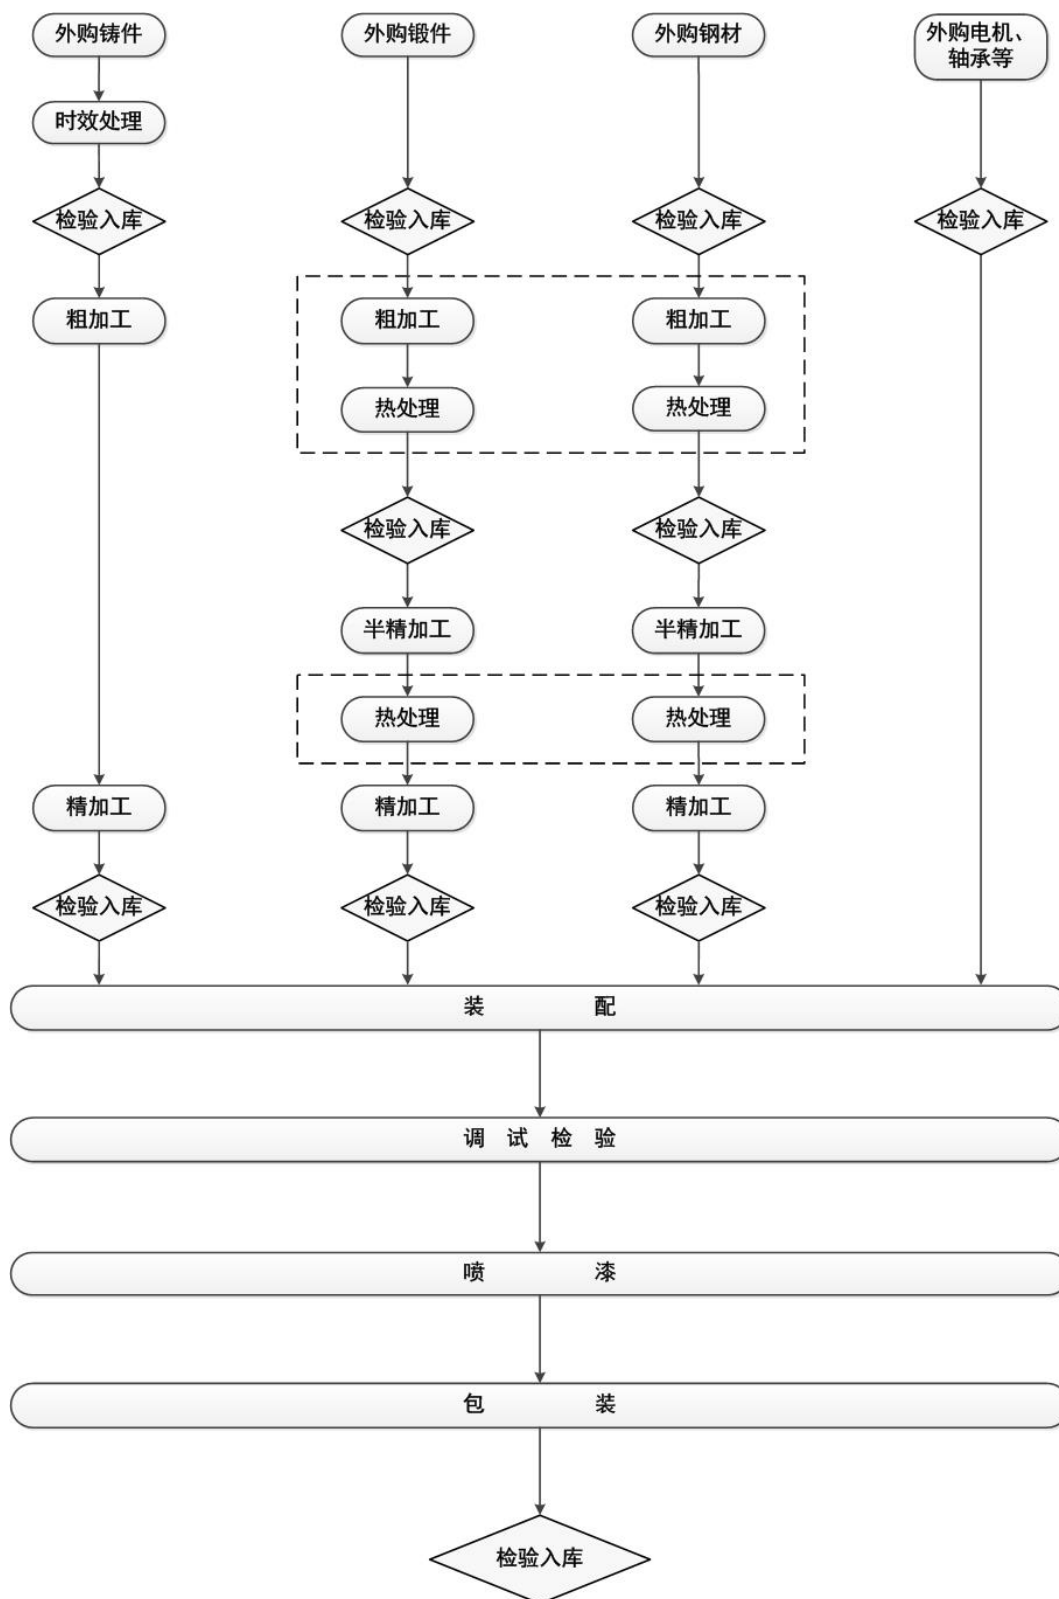 外购铸件
外购锻件
外购钢材
外购电机、
轴承等
时效处理
检验入库
检验入库
检验入库
检验入库
粗加工
粗加工
粗加工
热处理
热处理
检验入库
检验入库
半精加工
半精加工
热处理
热处理
精加工
精加工
精加工
检验入库
检验入库
检验入库
装 配
调 试 检 验
喷 漆
包 装
检验入库